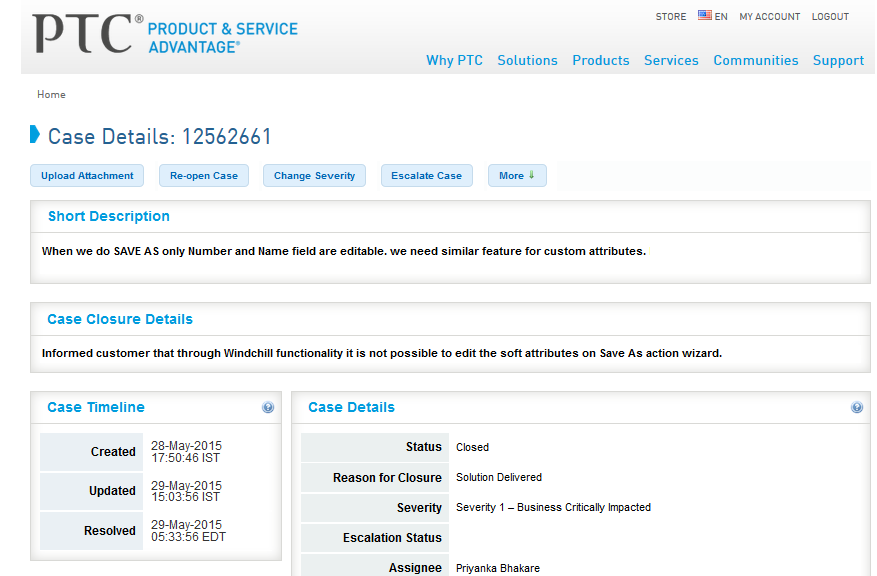 PTC® PRODUCT & SERVICE
ADVANTAGE®
STORE EN MY ACCOUNT LOGOUT
Why PTC Solutions Products Services Communities Support
Home
Case Details: 12562661
Upload Attachment Re-open Case Change Severity Escalate Case More ⇓
Short Description
When we do SAVE AS only Number and Name field are editable. we need similar feature for custom attributes.
Case Closure Details
Informed customer that through Windchill functionality it is not possible to edit the soft attributes on Save As action wizard.
Case Timeline ?
Created 28-May-2015
17:50:46 IST
Updated 29-May-2015
15:03:56 IST
Resolved 29-May-2015
05:33:56 EDT
Case Details ?
Status Closed
Reason for Closure Solution Delivered
Severity Severity 1 – Business Critically Impacted
Escalation Status
Assignee Priyanka Bhakare